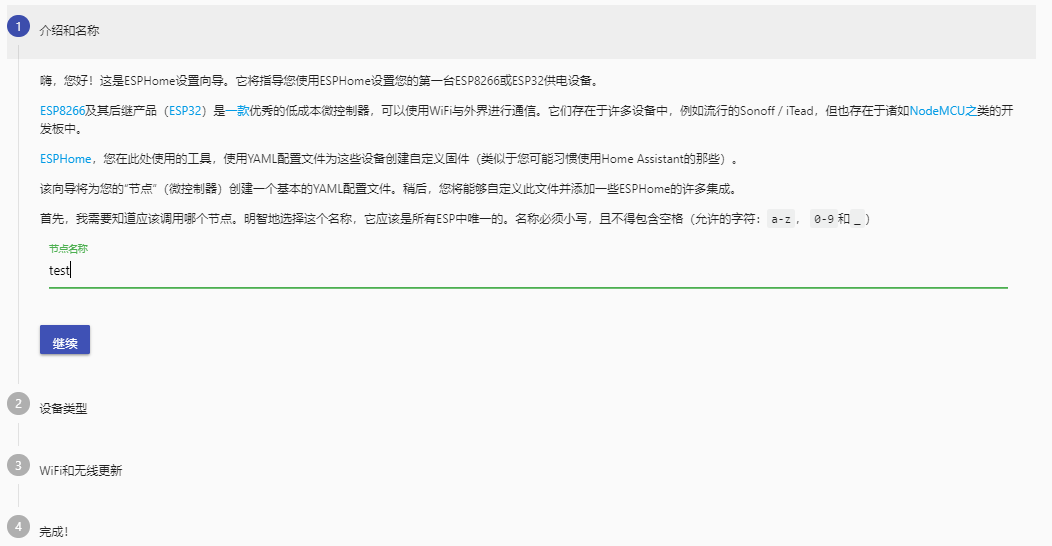 1 介绍和名称
嗨，您好！这是ESPHome设置向导。它将指导您使用ESPHome设置您的第一台ESP8266或ESP32供电设备。
ESP8266及其后继产品（ESP32）是一款优秀的低成本微控制器，可以使用WiFi与外界进行通信。它们存在于许多设备中，例如流行的Sonoff / iTead，但也存在于诸如NodeMCU之类的开
发板中。
ESPHome，您在此处使用的工具，使用YAML配置文件为这些设备创建自定义固件（类似于您可能习惯使用Home Assistant的那些）。
该向导将为您的“节点”（微控制器）创建一个基本的YAML配置文件。稍后，您将能够自定义此文件并添加一些ESPHome的许多集成。
首先，我需要知道应该调用哪个节点。明智地选择这个名称，它应该是所有ESP中唯一的。名称必须小写，且不得包含空格（允许的字符：a-z， 0-9和_）
节点名称
test
继续
2 设备类型
3 WiFi和无线更新
4 完成！